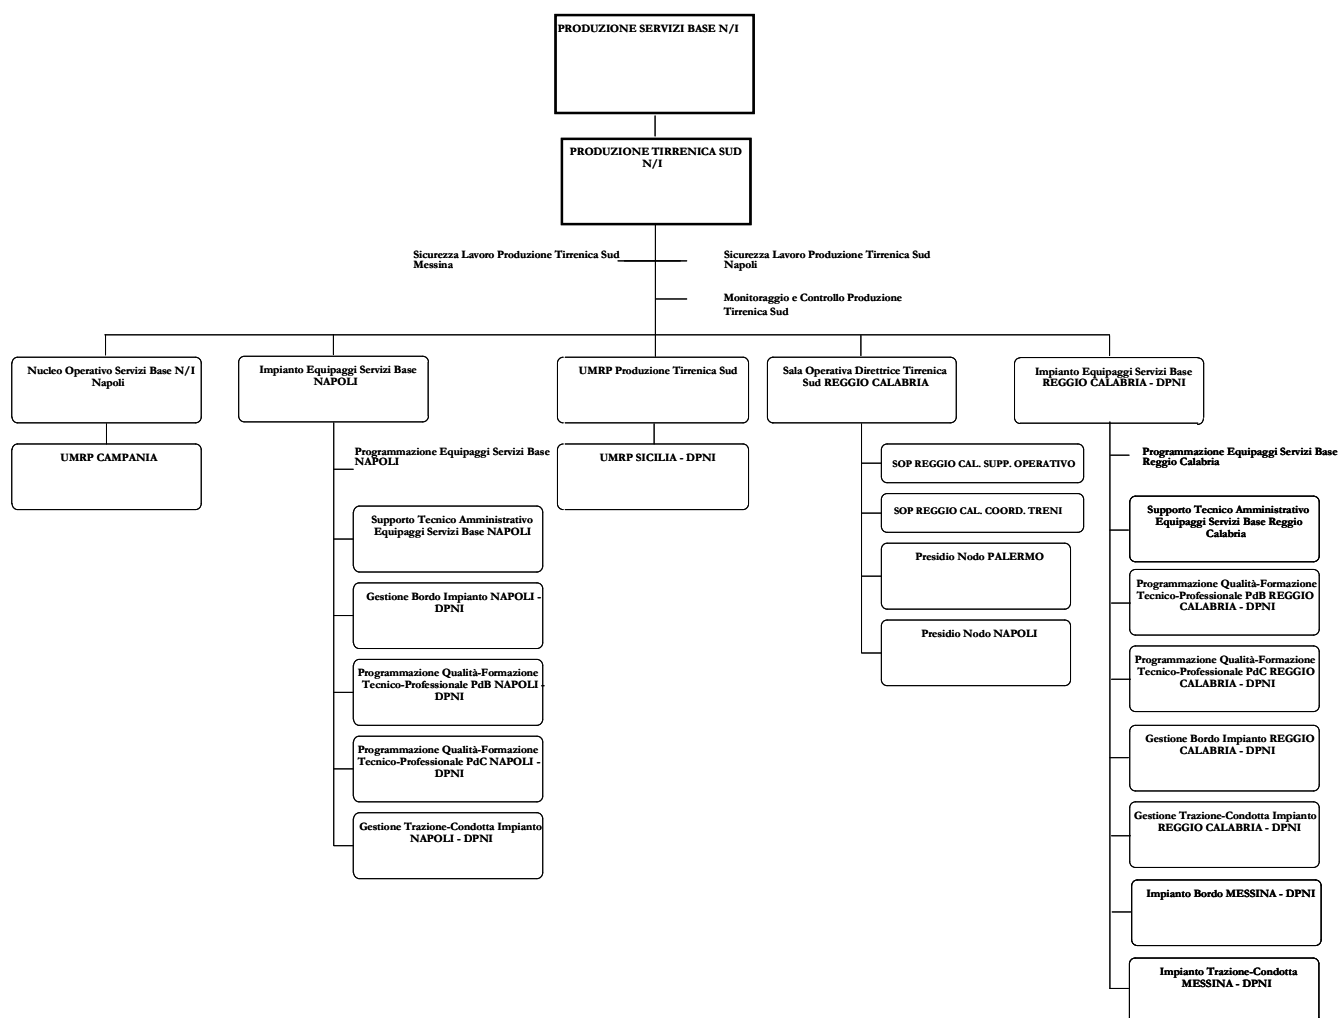 PRODUZIONE SERVIZI BASE N/I
PRODUZIONE TIRRENICA SUD
N/I
Sicurezza Lavoro Produzione Tirrenica Sud
Messina
Sicurezza Lavoro Produzione Tirrenica Sud
Napoli
Monitoraggio e Controllo Produzione
Tirrenica Sud
Nucleo Operativo Servizi Base N/I
Napoli
UMRP CAMPANIA
Impianto Equipaggi Servizi Base
NAPOLI
Programmazione Equipaggi Servizi Base
NAPOLI
Supporto Tecnico Amministrativo
Equipaggi Servizi Base NAPOLI
Gestione Bordo Impianto NAPOLI -
DPNI
Programmazione Qualità-Formazione
Tecnico-Professionale PdB NAPOLI -
DPNI
Programmazione Qualità-Formazione
Tecnico-Professionale PdC NAPOLI -
DPNI
Gestione Trazione-Condotta Impianto
NAPOLI - DPNI
UMRP Produzione Tirrenica Sud
UMRP SICILIA - DPNI
Sala Operativa Direttrice Tirrenica
Sud REGGIO CALABRIA
SOP REGGIO CAL. SUPP. OPERATIVO
SOP REGGIO CAL. COORD. TRENI
Presidio Nodo PALERMO
Presidio Nodo NAPOLI
Impianto Equipaggi Servizi Base
REGGIO CALABRIA - DPNI
Programmazione Equipaggi Servizi Base
Reggio Calabria
Supporto Tecnico Amministrativo
Equipaggi Servizi Base Reggio
Calabria
Programmazione Qualità-Formazione
Tecnico-Professionale PdB REGGIO
CALABRIA - DPNI
Programmazione Qualità-Formazione
Tecnico-Professionale PdC REGGIO
CALABRIA - DPNI
Gestione Bordo Impianto REGGIO
CALABRIA - DPNI
Gestione Trazione-Condotta Impianto
REGGIO CALABRIA - DPNI
Impianto Bordo MESSINA - DPNI
Impianto Trazione-Condotta
MESSINA - DPNI